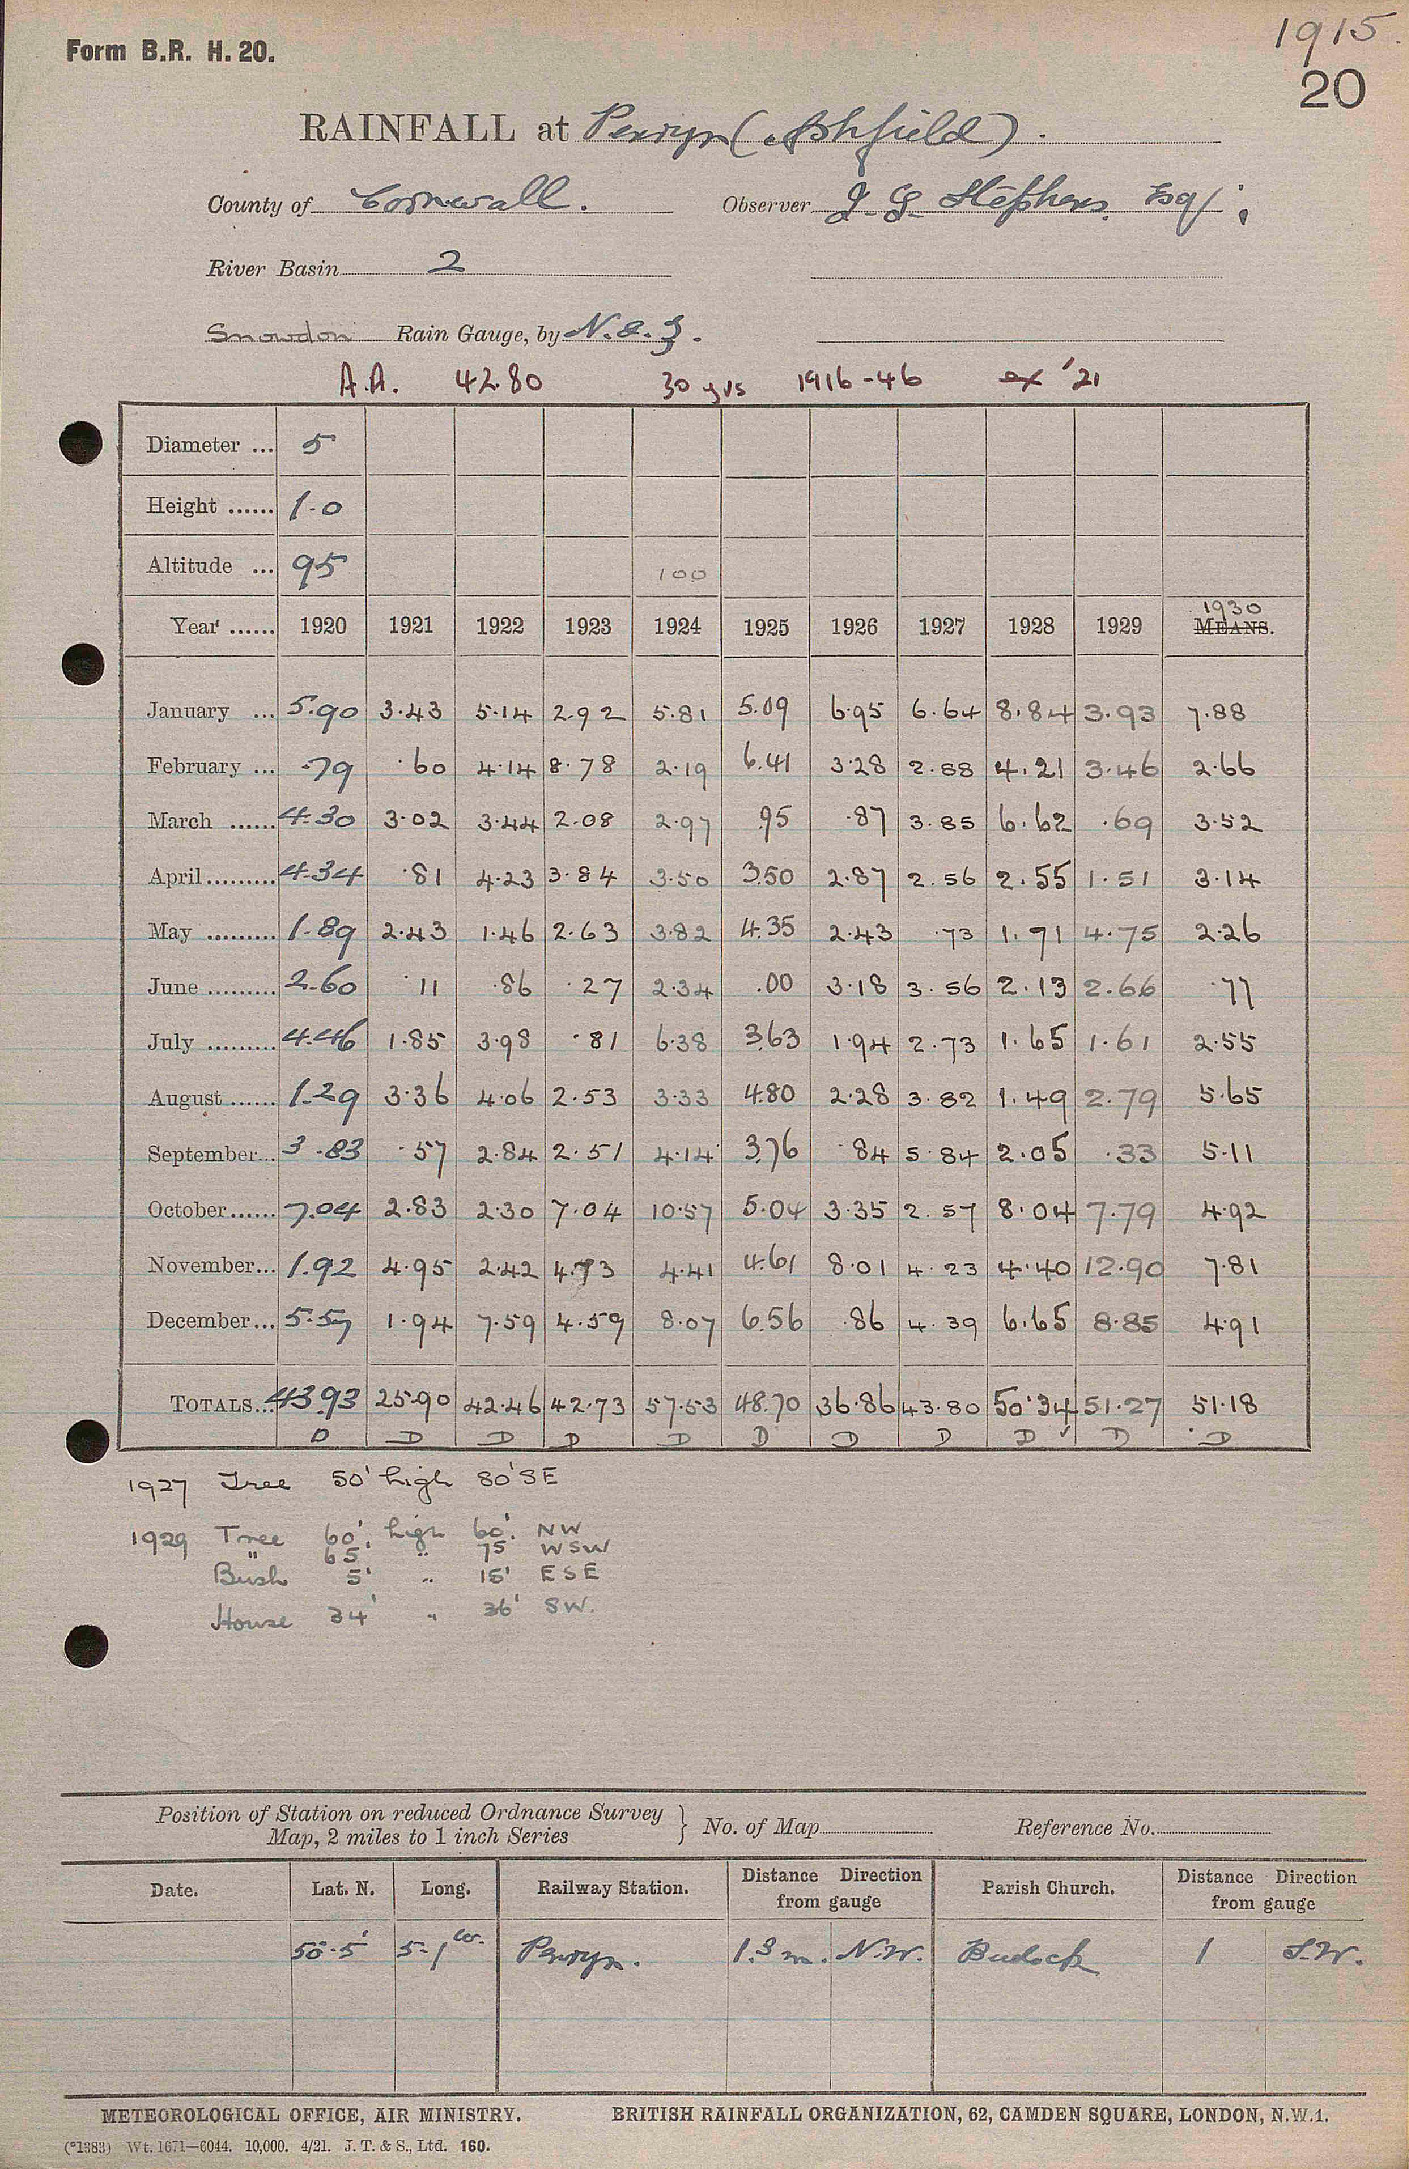 1915.
Form B.R. H. 20.
20
RAINFALL at Penryn (Ashfield).
County of Cornwall. Observer J. G. Stephens Esq;
River Basin 2
Snowdon Rain Gauge, by N. & Z.
A.A. 42.80 30 yrs 1916-46 ex '21
Diameter ... 5
Height ...... 1-0
Altitude ... 95 100
Year ...... 1920 1921 1922 1923 1924 1925 1926 1927 1928 1929 1930 MEANS.
January ... 5.90 3.43 5.14 2.92 5.81 5.09 6.95 6.64 8.84 3.93 7.88
February ... .79 .60 4.14 8.78 2.19 6.41 3.28 2.88 4.21 3.46 2.66
March ...... 4.30 3.02 3.44 2.08 2.97 .95 .87 3.85 6.62 .69 3.52
April ......... 4.34 .81 4.23 3.84 3.50 3.50 2.87 2.56 2.55 1.51 3.14
May ......... 1.89 2.43 1.46 2.63 3.82 4.35 2.43 .73 1.71 4.75 2.26
June ......... 2.60 .11 .86 .27 2.34 .00 3.18 3.56 2.13 2.66 .77
July ......... 4.46 1.85 3.98 .81 6.38 3.63 1.94 2.73 1.65 1.61 2.55
August ...... 1.29 3.36 4.06 2.53 3.33 4.80 2.28 3.82 1.49 2.79 5.65
September... 3.83 .57 2.84 2.51 4.14 3.76 .84 5.84 2.05 .33 5.11
October...... 7.04 2.83 2.30 7.04 10.57 5.04 3.35 2.57 8.04 7.79 4.92
November... 1.92 4.95 2.42 4.73 4.41 4.61 8.01 4.23 4.40 12.90 7.81
December... 5.57 1.94 7.59 4.59 8.07 6.56 .86 4.39 6.65 8.85 4.91
TOTALS... 43.93 25.90 42.46 42.73 57.53 48.70 36.86 43.80 50.34 51.27 51.18
D D D D D D D D D ✓ D D
1927 Tree 50' high 80' SE
1929 Tree 60' high 60'. NW
" 65' " 75 WSW
Bush 5' " 15' ESE
House 34' " 36' SW.
Position of Station on reduced Ordnance Survey Map, 2 miles to 1 inch Series } No. of Map Reference No.
Date. Lat. N. Long. Railway Station. Distance Direction from gauge Parish Church. Distance Direction from gauge
50°.5' 5-1 W. Penryn. 1.3 m. N.W. Budock 1 S.W.
METEOROLOGICAL OFFICE, AIR MINISTRY. BRITISH RAINFALL ORGANIZATION, 62, CAMDEN SQUARE, LONDON, N.W.1.
(*1383) Wt. 1671—6044. 10,000. 4/21. J. T. & S., Ltd. 160.